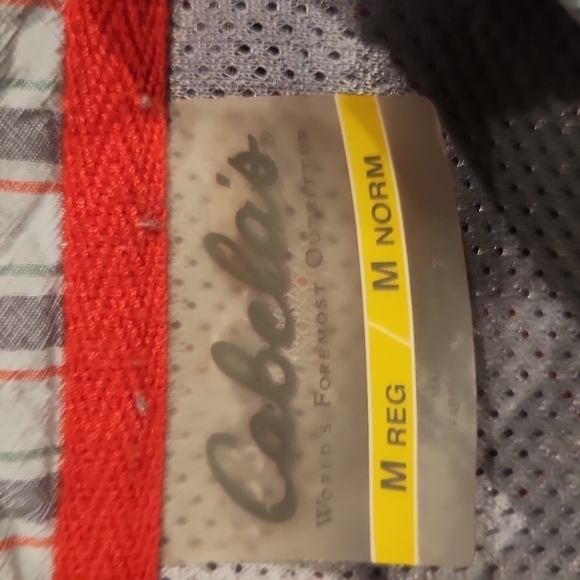 Cabela's®
WORLD'S FOREMOST OUTFITTER
M REG / M NORM